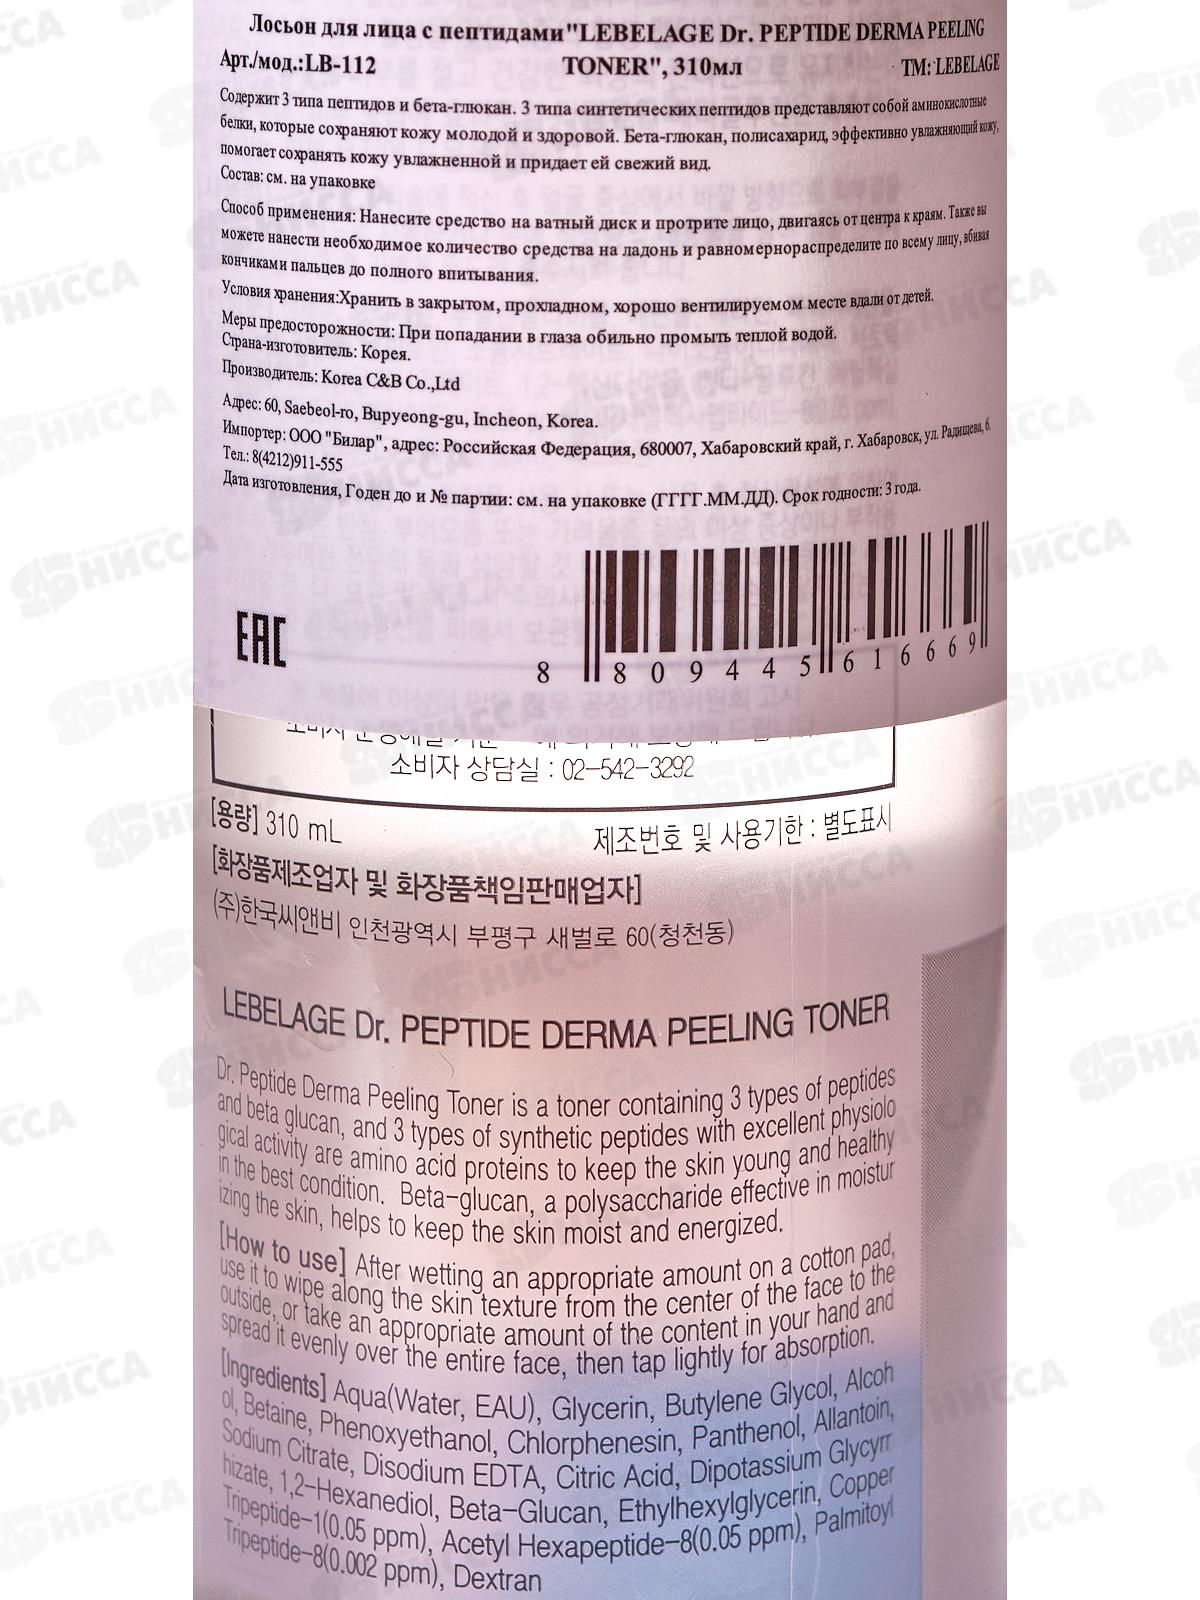 Лосьон для лица с пептидами "LEBELAGE Dr. PEPTIDE DERMA PEELING
Арт./мод.:LB-112 TONER", 310мл ТМ: LEBELAGE
Содержит 3 типа пептидов и бета-глюкан. 3 типа синтетических пептидов представляют собой аминокислотные
белки, которые сохраняют кожу молодой и здоровой. Бета-глюкан, полисахарид, эффективно увлажняющий кожу,
помогает сохранять кожу увлажненной и придает ей свежий вид.
Состав: см. на упаковке
Способ применения: Нанесите средство на ватный диск и протрите лицо, двигаясь от центра к краям. Также вы
можете нанести необходимое количество средства на ладонь и равномернораспределите по всему лицу, вбивая
кончиками пальцев до полного впитывания.
Условия хранения:Хранить в закрытом, прохладном, хорошо вентилируемом месте вдали от детей.
Меры предосторожности: При попадании в глаза обильно промыть теплой водой.
Страна-изготовитель: Корея.
Производитель: Korea C&B Co.,Ltd
Адрес: 60, Saebeol-ro, Bupyeong-gu, Incheon, Korea.
Импортер: ООО "Билар", адрес: Российская Федерация, 680007, Хабаровский край, г. Хабаровск, ул. Радищева, 6.
Тел.: 8(4212)911-555
Дата изготовления, Годен до и № партии: см. на упаковке (ГГГГ.ММ.ДД). Срок годности: 3 года.
EAC
8 809445 616669
소비자 상담실 : 02-542-3292
[용량] 310 mL 제조번호 및 사용기한 : 별도표시
[화장품제조업자 및 화장품책임판매업자]
(주)한국씨앤비 인천광역시 부평구 새벌로 60(청천동)
LEBELAGE Dr. PEPTIDE DERMA PEELING TONER
Dr. Peptide Derma Peeling Toner is a toner containing 3 types of peptides
and beta glucan, and 3 types of synthetic peptides with excellent physiolo
gical activity are amino acid proteins to keep the skin young and healthy
in the best condition. Beta-glucan, a polysaccharide effective in moistur
izing the skin, helps to keep the skin moist and energized.
[How to use] After wetting an appropriate amount on a cotton pad,
use it to wipe along the skin texture from the center of the face to the
outside, or take an appropriate amount of the content in your hand and
spread it evenly over the entire face, then tap lightly for absorption.
[Ingredients] Aqua(Water, EAU), Glycerin, Butylene Glycol, Alcoh
ol, Betaine, Phenoxyethanol, Chlorphenesin, Panthenol, Allantoin,
Sodium Citrate, Disodium EDTA, Citric Acid, Dipotassium Glycyrr
hizate, 1,2-Hexanediol, Beta-Glucan, Ethylhexylglycerin, Copper
Tripeptide-1(0.05 ppm), Acetyl Hexapeptide-8(0.05 ppm), Palmitoyl
Tripeptide-8(0.002 ppm), Dextran